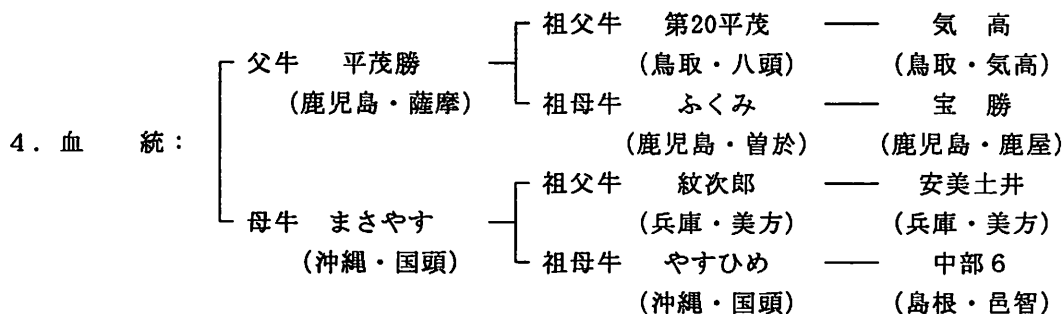 祖父牛 第20平茂 ── 気 高
父牛 平茂勝 (鳥取・八頭) (鳥取・気高)
(鹿児島・薩摩) 祖母牛 ふくみ ── 宝 勝
4．血 統： (鹿児島・曽於) (鹿児島・鹿屋)
祖父牛 紋次郎 ── 安美土井
母牛 まさやす (兵庫・美方) (兵庫・美方)
(沖縄・国頭) 祖母牛 やすひめ ── 中部6
(沖縄・国頭) (島根・邑智)